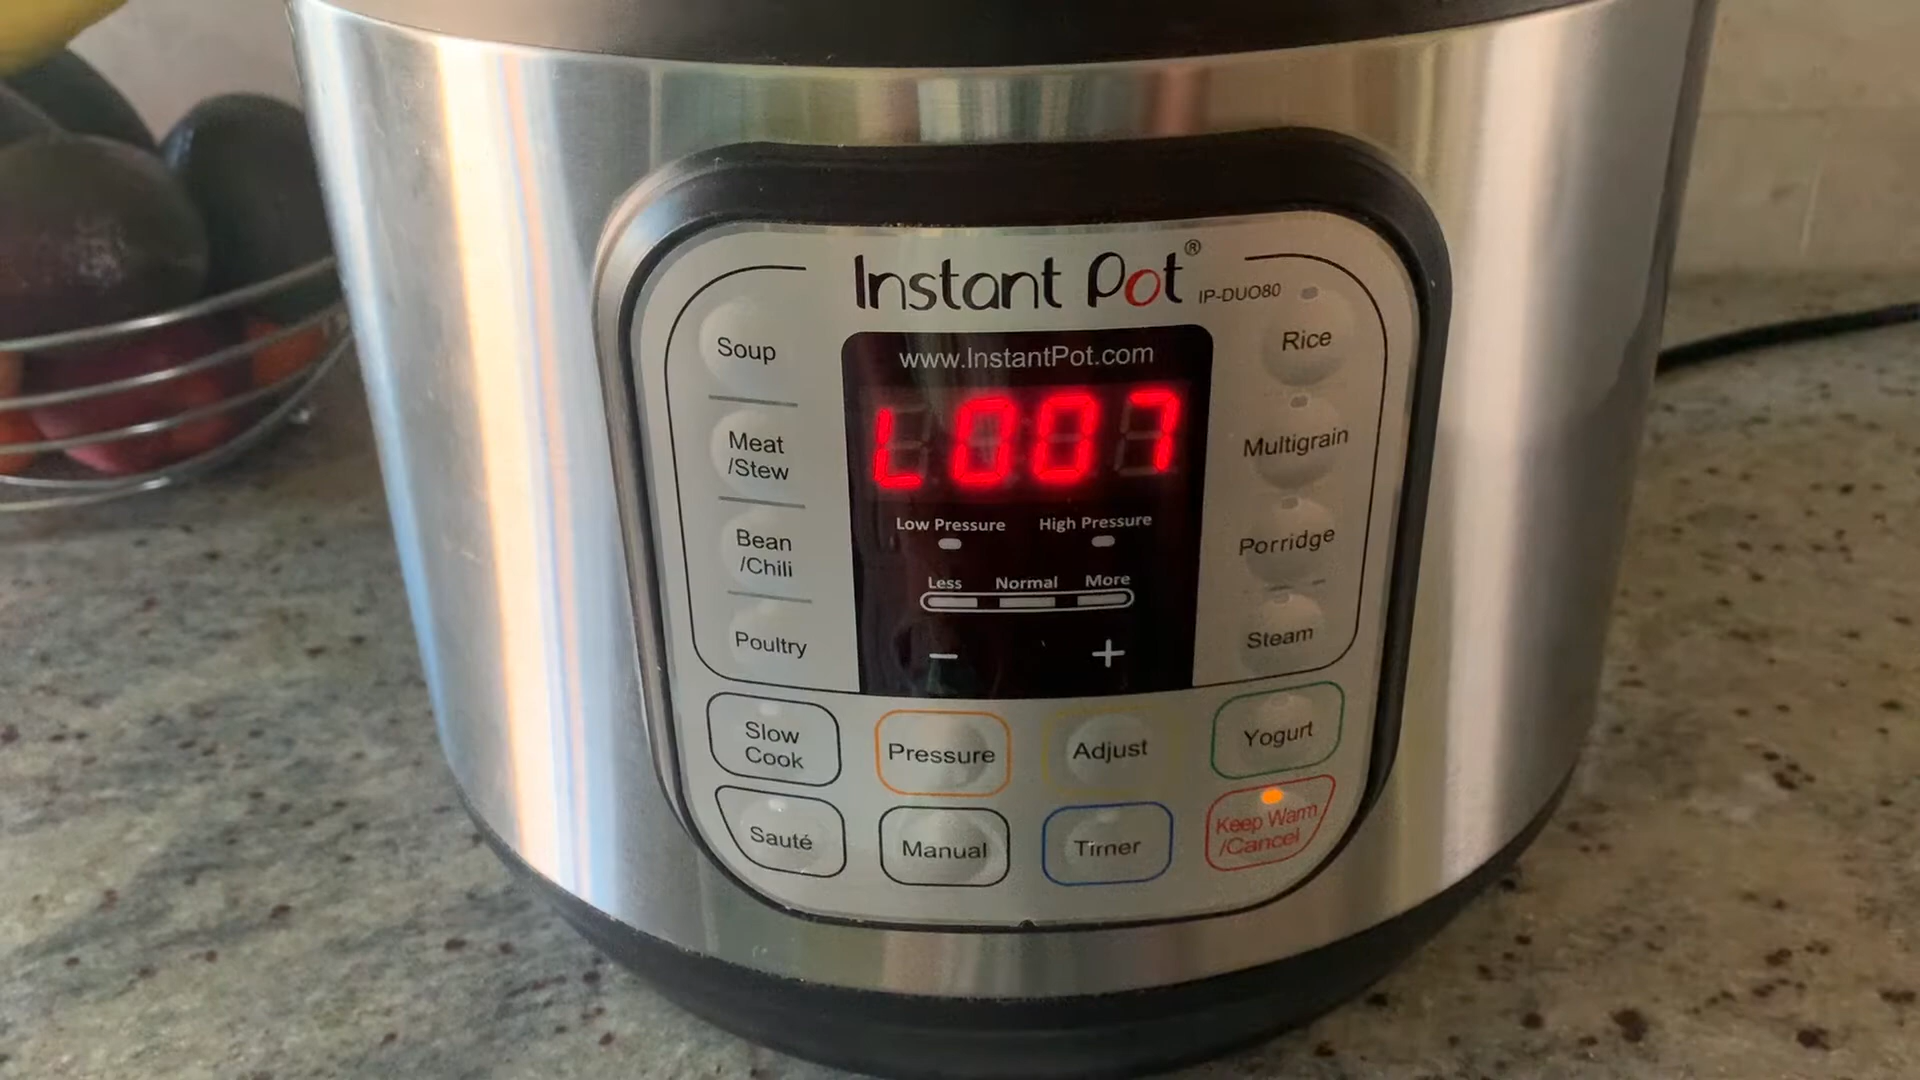 Instant Pot®
IP-DUO80
www.InstantPot.com
L007
Low Pressure High Pressure
Less Normal More
− +
Soup
Meat
/Stew
Bean
/Chili
Poultry
Rice
Multigrain
Porridge
Steam
Slow
Cook
Pressure
Adjust
Yogurt
Sauté
Manual
Timer
Keep Warm
/Cancel